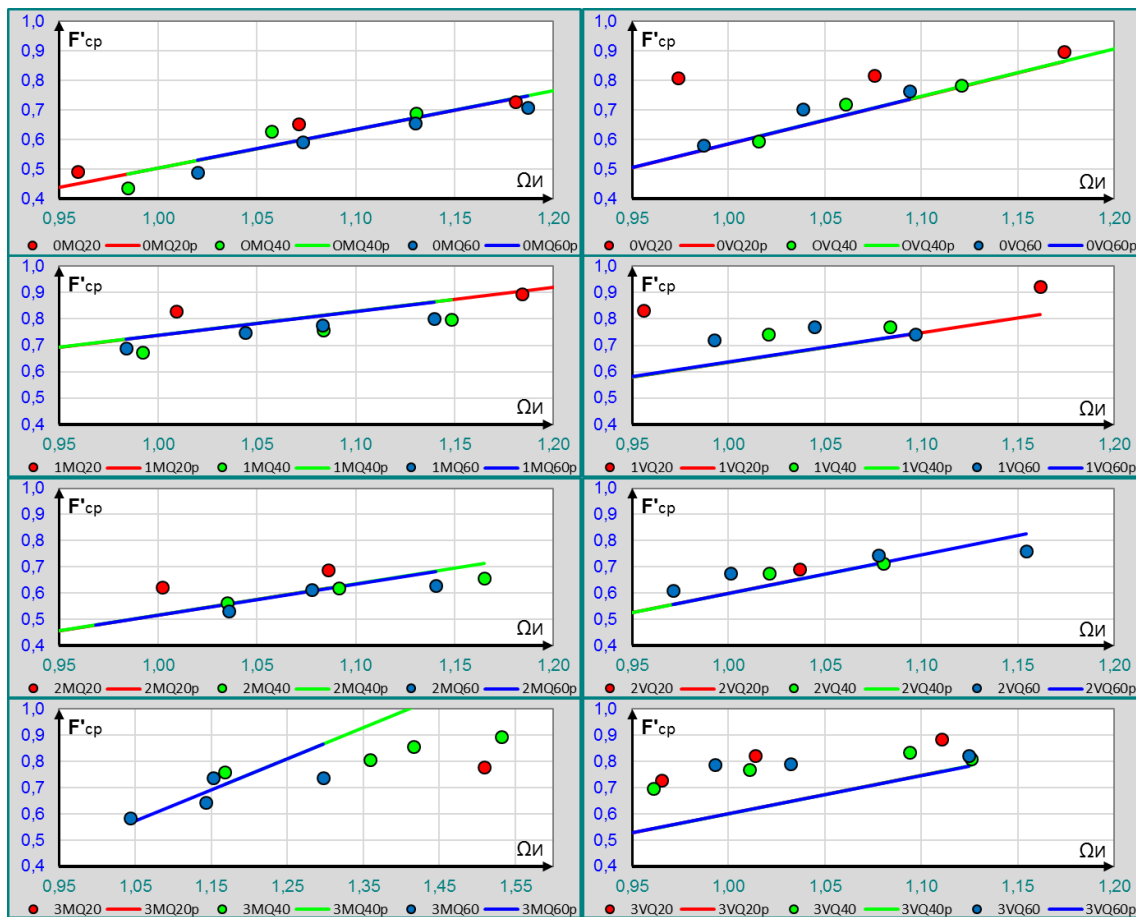 1,0
F'ср
0,9
0,8
0,7
0,6
0,5
0,4
Ωи
0,95 1,00 1,05 1,10 1,15 1,20
0MQ20 0MQ20p OMQ40 OMQ40p 0MQ60 0MQ60p
1,0
F'ср
0,9
0,8
0,7
0,6
0,5
0,4
Ωи
0,95 1,00 1,05 1,10 1,15 1,20
0VQ20 0VQ20p OVQ40 OVQ40p 0VQ60 0VQ60p
1,0
F'ср
0,9
0,8
0,7
0,6
0,5
0,4
Ωи
0,95 1,00 1,05 1,10 1,15 1,20
1MQ20 1MQ20p 1MQ40 1MQ40p 1MQ60 1MQ60p
1,0
F'ср
0,9
0,8
0,7
0,6
0,5
0,4
Ωи
0,95 1,00 1,05 1,10 1,15 1,20
1VQ20 1VQ20p 1VQ40 1VQ40p 1VQ60 1VQ60p
1,0
F'ср
0,9
0,8
0,7
0,6
0,5
0,4
Ωи
0,95 1,00 1,05 1,10 1,15 1,20
2MQ20 2MQ20p 2MQ40 2MQ40p 2MQ60 2MQ60p
1,0
F'ср
0,9
0,8
0,7
0,6
0,5
0,4
Ωи
0,95 1,00 1,05 1,10 1,15 1,20
2VQ20 2VQ20p 2VQ40 2VQ40p 2VQ60 2VQ60p
1,0
F'ср
0,9
0,8
0,7
0,6
0,5
0,4
Ωи
0,95 1,05 1,15 1,25 1,35 1,45 1,55
3MQ20 3MQ20p 3MQ40 3MQ40p 3MQ60 3MQ60p
1,0
F'ср
0,9
0,8
0,7
0,6
0,5
0,4
Ωи
0,95 1,00 1,05 1,10 1,15 1,20
3VQ20 3VQ20p 3VQ40 3VQ40p 3VQ60 3VQ60p